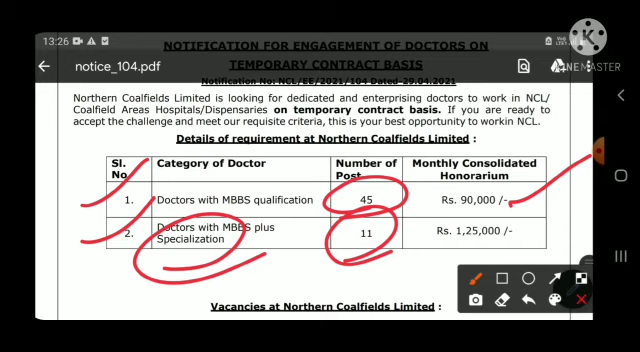 13:26
NOTIFICATION FOR ENGAGEMENT OF DOCTORS ON
notice_104.pdf
TEMPORARY CONTRACT BASIS
Notification No: NCL/EE/2021/104 Dated-29.04.2021
Northern Coalfields Limited is looking for dedicated and enterprising doctors to work in NCL/
Coalfield Areas Hospitals/Dispensaries on temporary contract basis. If you are ready to
accept the challenge and meet our requisite criteria, this is your best opportunity to workin NCL.
Details of requirement at Northern Coalfields Limited :
Sl. No Category of Doctor Number of Post Monthly Consolidated Honorarium
1. Doctors with MBBS qualification 45 Rs. 90,000 /-
2. Doctors with MBBS plus Specialization 11 Rs. 1,25,000 /-
Vacancies at Northern Coalfields Limited :